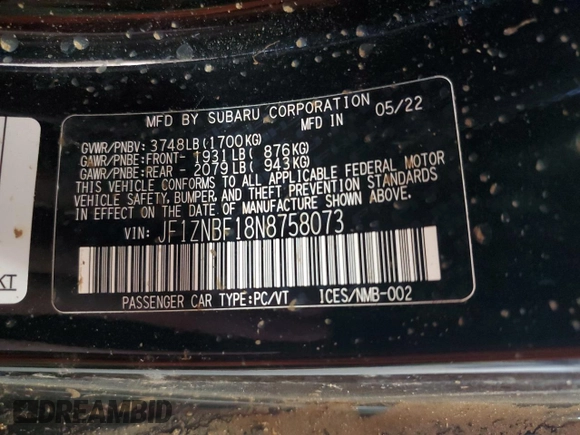 MFD BY SUBARU CORPORATION
MFD IN 05/22
GVWR/PNBV: 3748LB(1700KG)
GAWR/PNBE:FRONT- 1931LB( 876KG)
GAWR/PNBE:REAR - 2079LB( 943KG)
THIS VEHICLE CONFORMS TO ALL APPLICABLE FEDERAL MOTOR
VEHICLE SAFETY, BUMPER, AND THEFT PREVENTION STANDARDS
IN EFFECT ON THE DATE OF MANUFACTURE SHOWN ABOVE.
VIN: JF1ZNBF18N8758073
PASSENGER CAR TYPE:PC/VT ICES/NMB-002
KT
DREAMBID